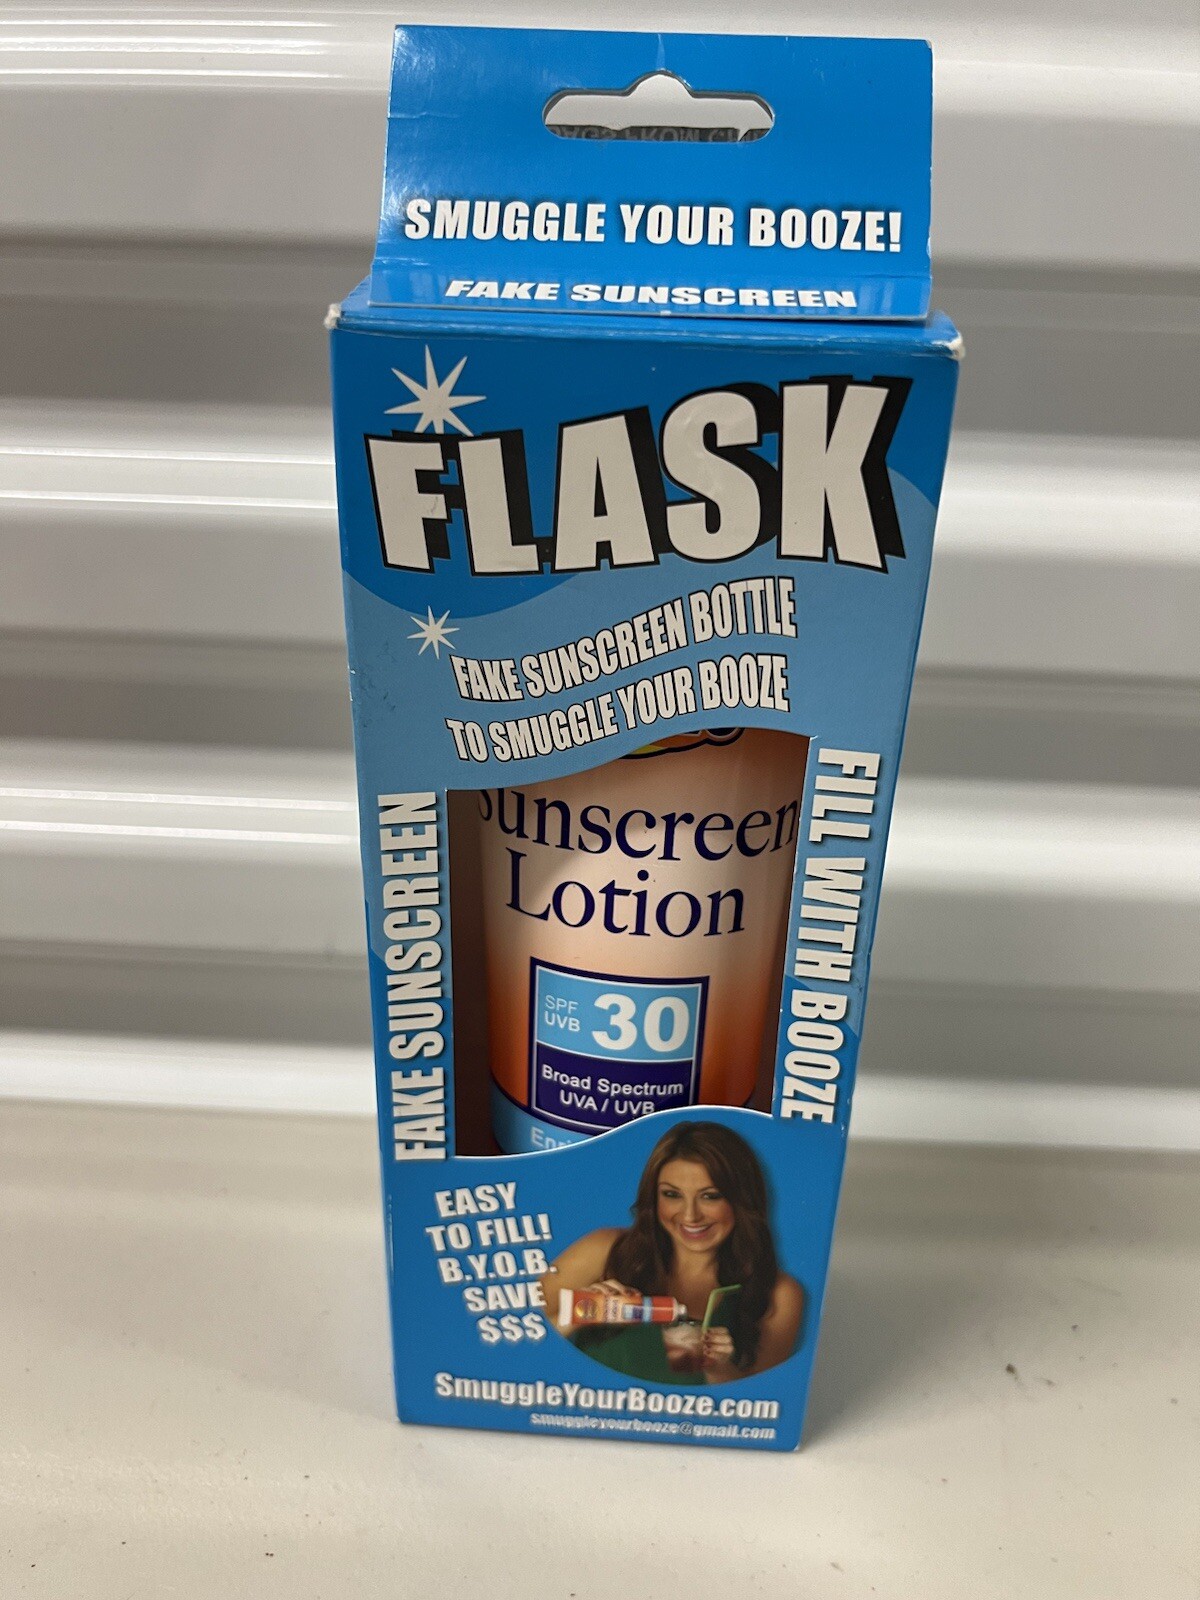 SMUGGLE YOUR BOOZE!
FAKE SUNSCREEN
FLASK
FAKE SUNSCREEN BOTTLE
TO SMUGGLE YOUR BOOZE
FAKE SUNSCREEN
FILL WITH BOOZE
Sunscreen
Lotion
SPF
UVB
30
Broad Spectrum
UVA / UVB
EASY
TO FILL!
B.Y.O.B.
SAVE
$$$
SmuggleYourBooze.com
smuggleyourbooze@gmail.com